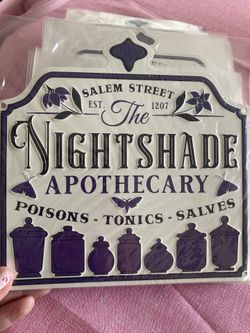 SALEM STREET
EST. The 1207
NIGHTSHADE
APOTHECARY
POISONS - TONICS - SALVES